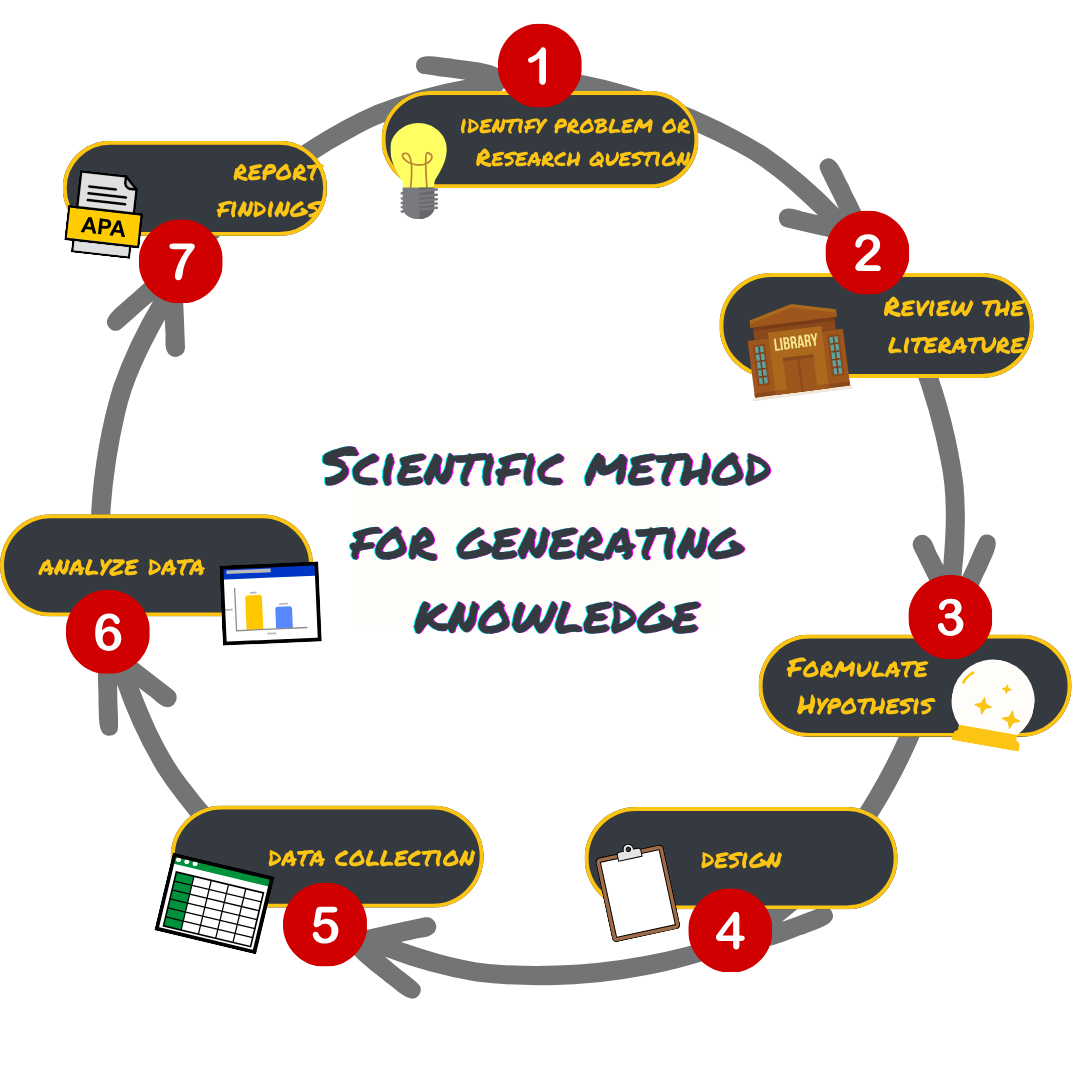 1
IDENTIFY PROBLEM OR
RESEARCH QUESTION
2
REVIEW THE
LITERATURE
LIBRARY
3
FORMULATE
HYPOTHESIS
4
DESIGN
5
DATA COLLECTION
6
ANALYZE DATA
7
REPORT
FINDINGS
APA
SCIENTIFIC METHOD
FOR GENERATING
KNOWLEDGE